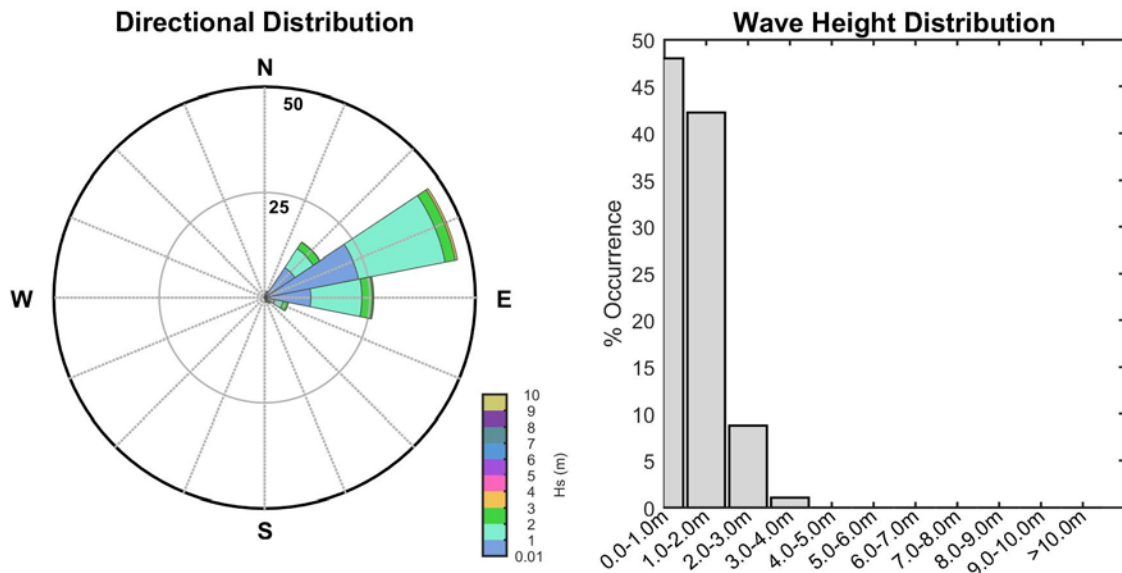 Directional Distribution
N
50
25
W
E
S
10
9
8
7
6
5
4
3
2
1
0.01
Hs (m)
Wave Height Distribution
50
45
40
35
30
25
20
15
10
5
0
% Occurrence
0.0-1.0m
1.0-2.0m
2.0-3.0m
3.0-4.0m
4.0-5.0m
5.0-6.0m
6.0-7.0m
7.0-8.0m
8.0-9.0m
9.0-10.0m
>10.0m